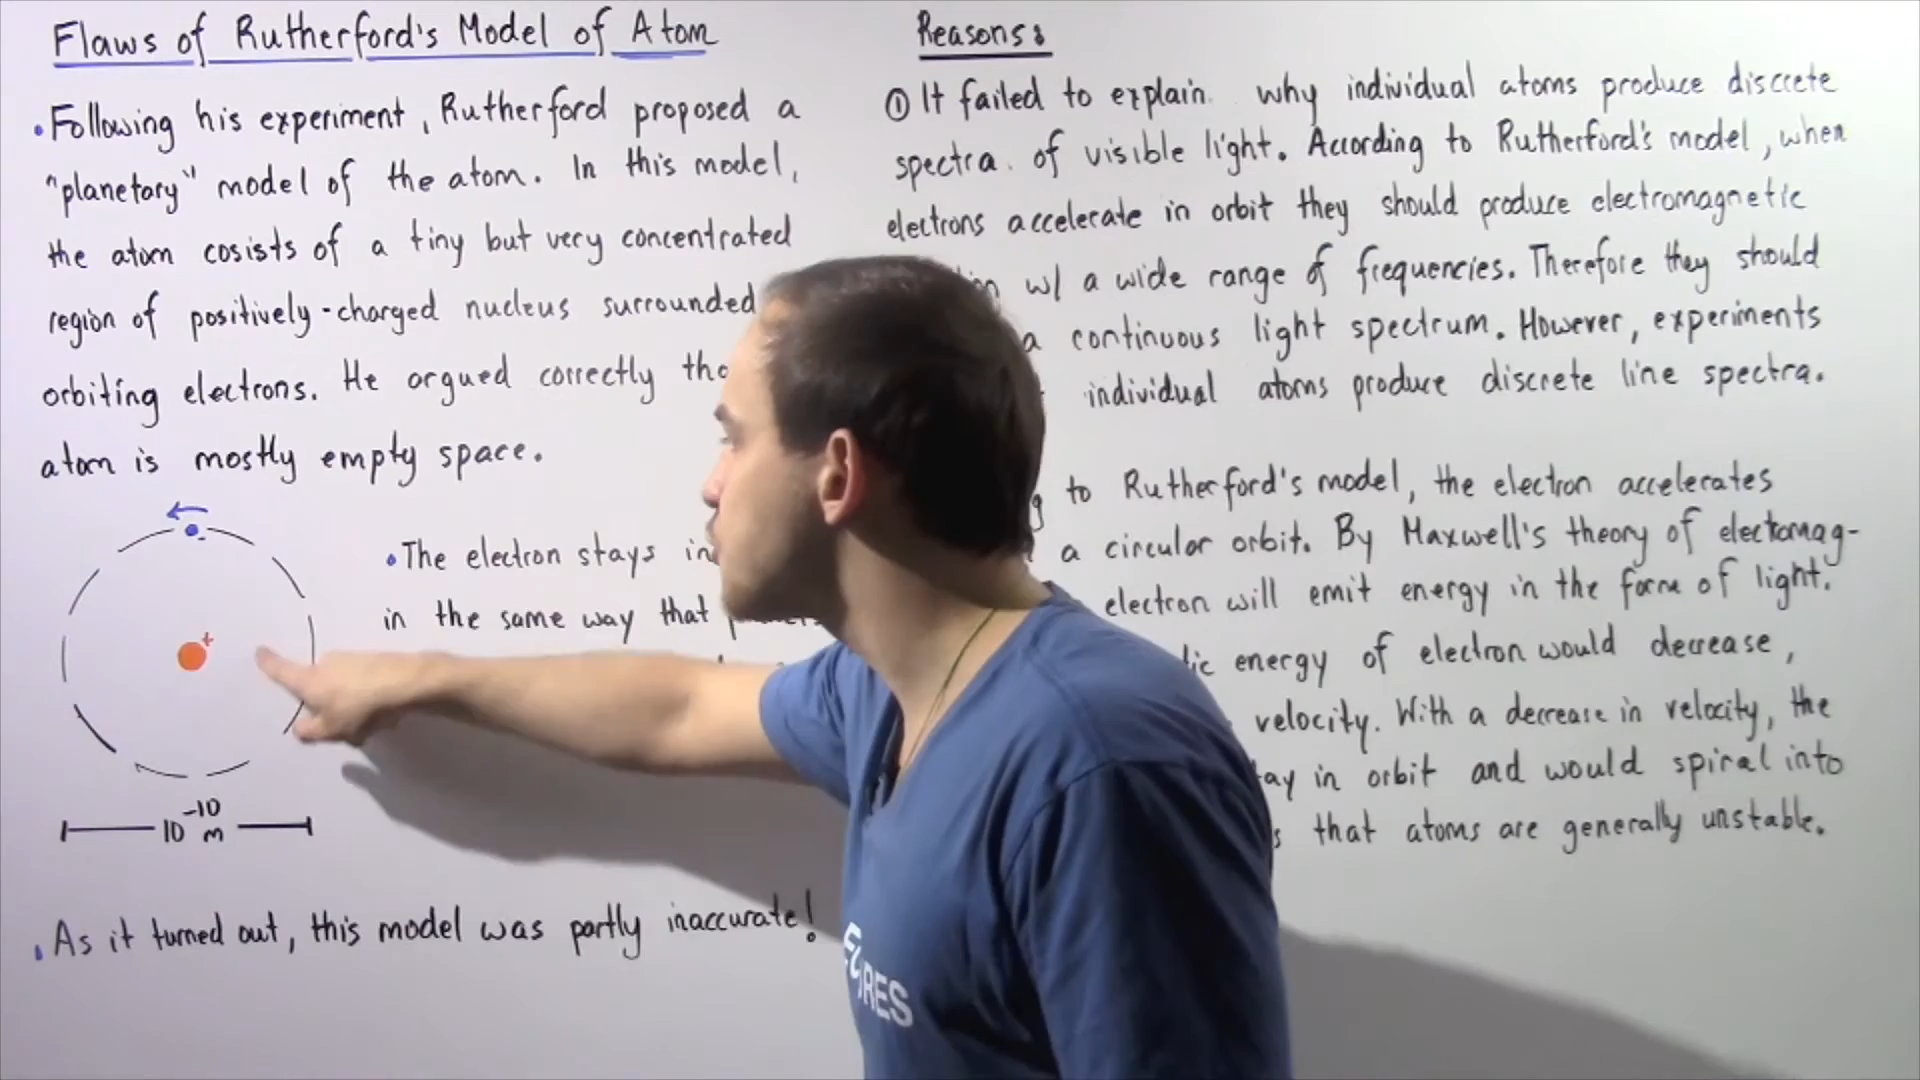 Flaws of Rutherford's Model of Atom
• Following his experiment, Rutherford proposed a
"planetary" model of the atom. In this model,
the atom cosists of a tiny but very concentrated
region of positively-charged nucleus surrounded
orbiting electrons. He argued correctly
atom is mostly empty space.
-
+
• The electron stays in
in the same way that
10^-10 m
• As it turned out, this model was partly inaccurate!
Reasons:
① It failed to explain why individual atoms produce discrete
spectra of visible light. According to Rutherford's model, when
electrons accelerate in orbit they should produce electromagnetic
w/ a wide range of frequencies. Therefore they should
a continuous light spectrum. However, experiments
individual atoms produce discrete line spectra.
to Rutherford's model, the electron accelerates
a circular orbit. By Maxwell's theory of electomag-
electron will emit energy in the form of light.
energy of electron would decrease,
velocity. With a decrease in velocity, the
in orbit and would spiral into
that atoms are generally unstable.